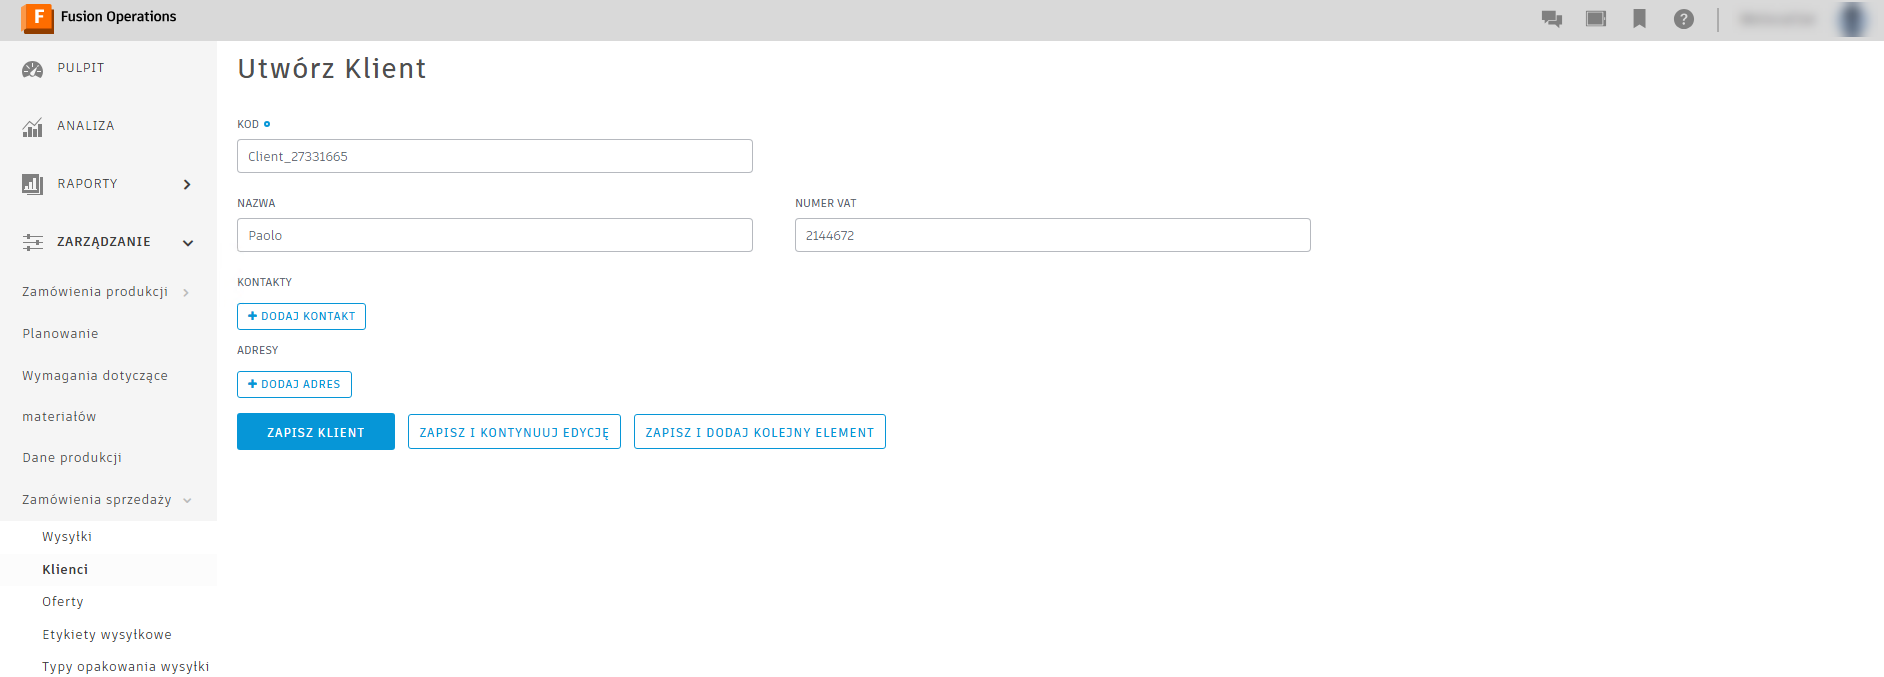 F Fusion Operations
PULPIT
ANALIZA
RAPORTY
ZARZĄDZANIE
Zamówienia produkcji
Planowanie
Wymagania dotyczące
materiałów
Dane produkcji
Zamówienia sprzedaży
Wysyłki
Klienci
Oferty
Etykiety wysyłkowe
Typy opakowania wysyłki
Utwórz Klient
KOD
Client_27331665
NAZWA
Paolo
NUMER VAT
2144672
KONTAKTY
+ DODAJ KONTAKT
ADRESY
+ DODAJ ADRES
ZAPISZ KLIENT
ZAPISZ I KONTYNUUJ EDYCJĘ
ZAPISZ I DODAJ KOLEJNY ELEMENT